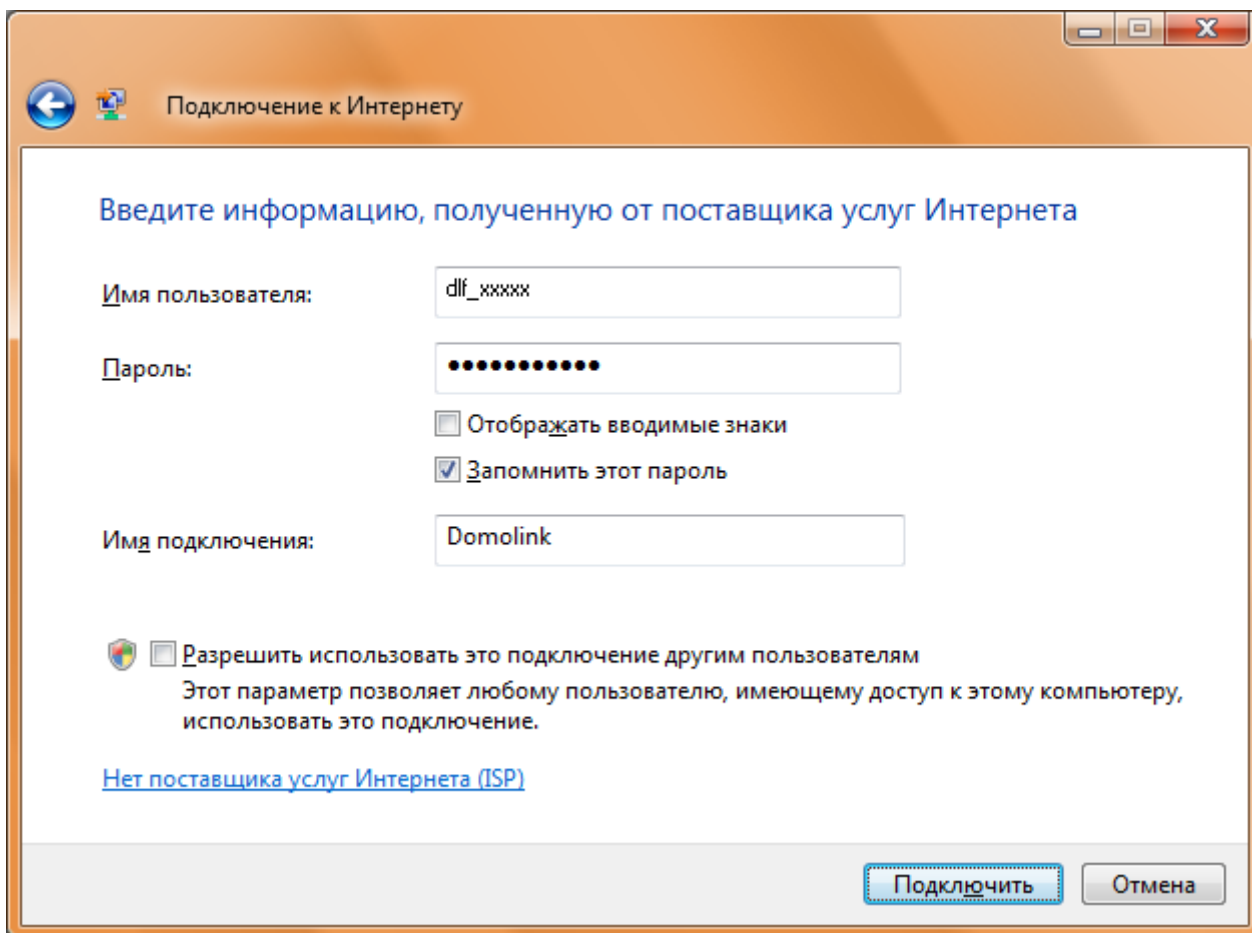 Подключение к Интернету
Введите информацию, полученную от поставщика услуг Интернета
Имя пользователя:
dlf_xxxxx
Пароль:
●●●●●●●●●●●
Отображать вводимые знаки
Запомнить этот пароль
Имя подключения:
Domolink
Разрешить использовать это подключение другим пользователям
Этот параметр позволяет любому пользователю, имеющему доступ к этому компьютеру,
использовать это подключение.
Нет поставщика услуг Интернета (ISP)
Подключить
Отмена